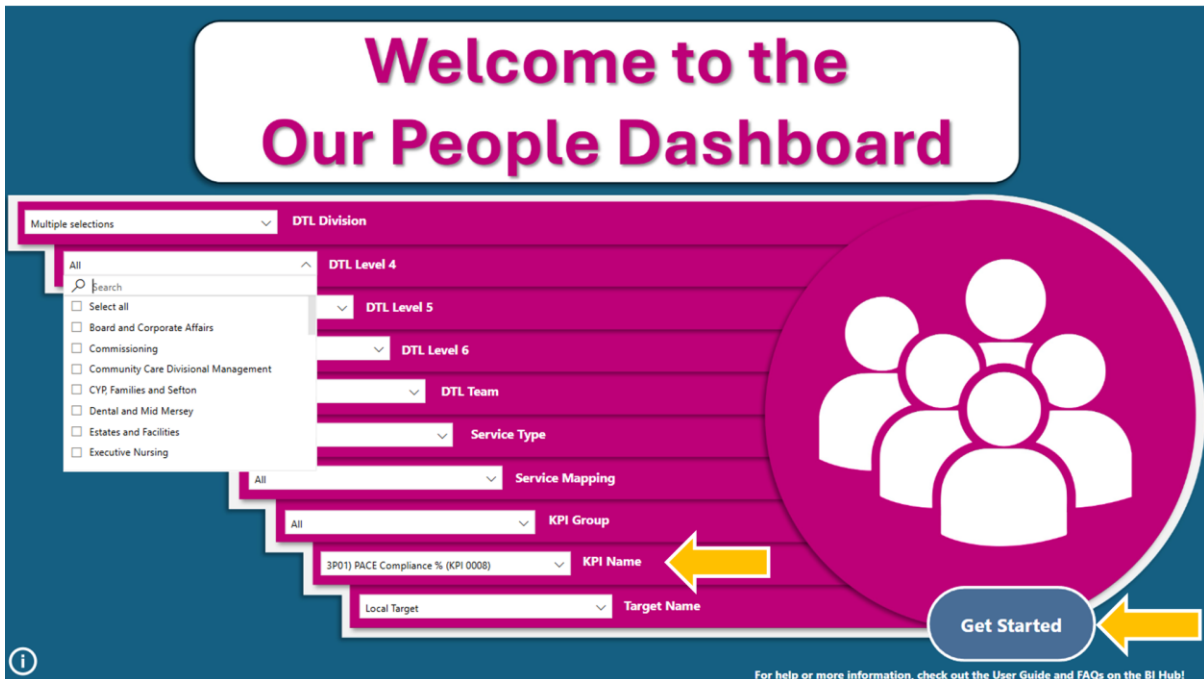 Welcome to the
Our People Dashboard
Multiple selections
DTL Division
All
DTL Level 4
Search
Select all
Board and Corporate Affairs
Commissioning
Community Care Divisional Management
CYP, Families and Sefton
Dental and Mid Mersey
Estates and Facilities
Executive Nursing
DTL Level 5
DTL Level 6
DTL Team
Service Type
All
Service Mapping
All
KPI Group
3P01) PACE Compliance % (KPI 0008)
KPI Name
Local Target
Target Name
Get Started
i
For help or more information, check out the User Guide and FAQs on the BI Hub!